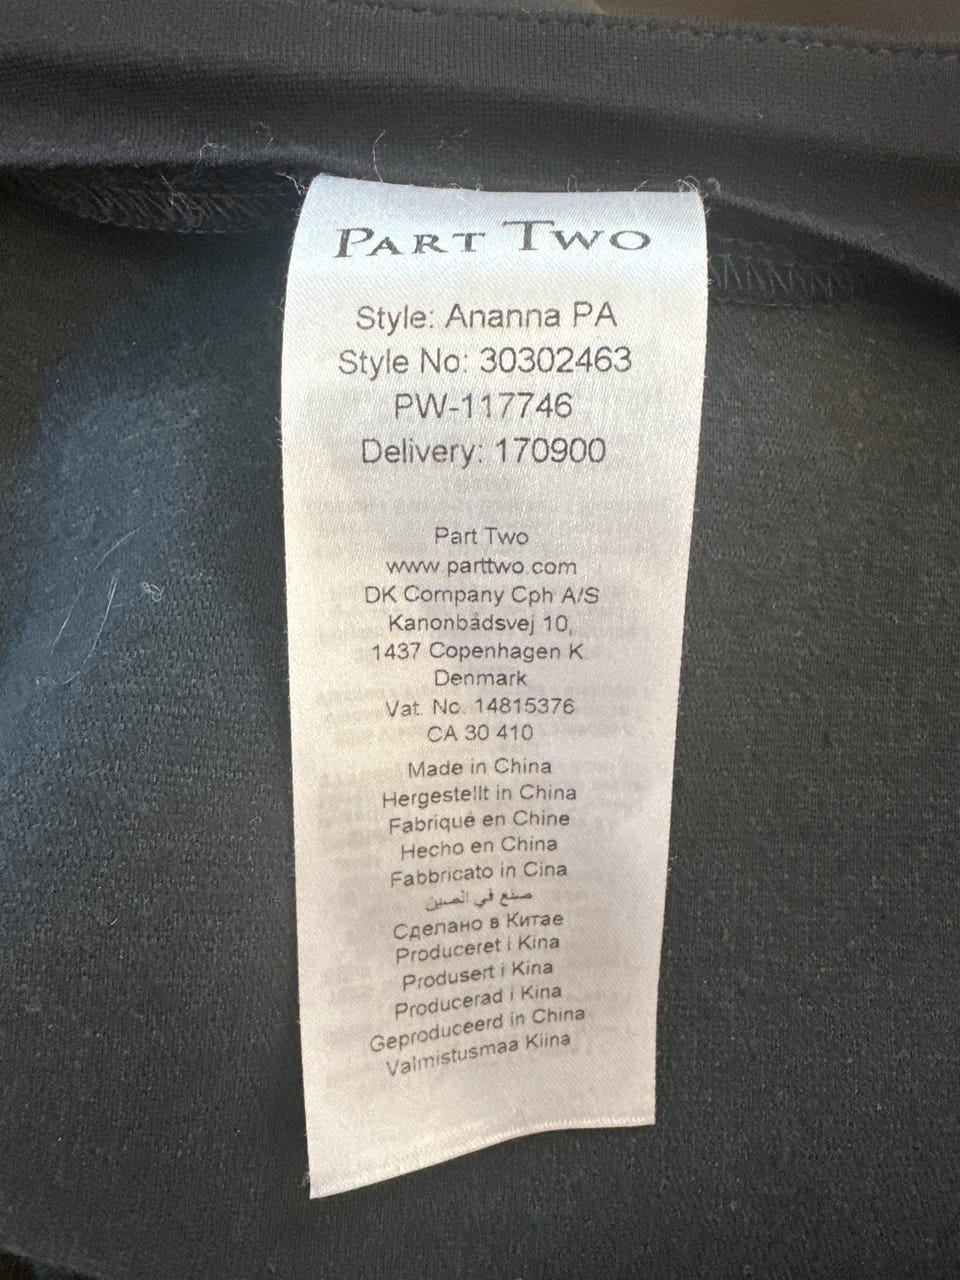 PART TWO
Style: Ananna PA
Style No: 30302463
PW-117746
Delivery: 170900
Part Two
www.parttwo.com
DK Company Cph A/S
Kanonbådsvej 10,
1437 Copenhagen K
Denmark
Vat. No. 14815376
CA 30 410
Made in China
Hergestellt in China
Fabriqué en Chine
Hecho en China
Fabbricato in Cina
صنع في الصين
Сделано в Китае
Produceret i Kina
Produsert i Kina
Producerad i Kina
Geproduceerd in China
Valmistusmaa Kiina